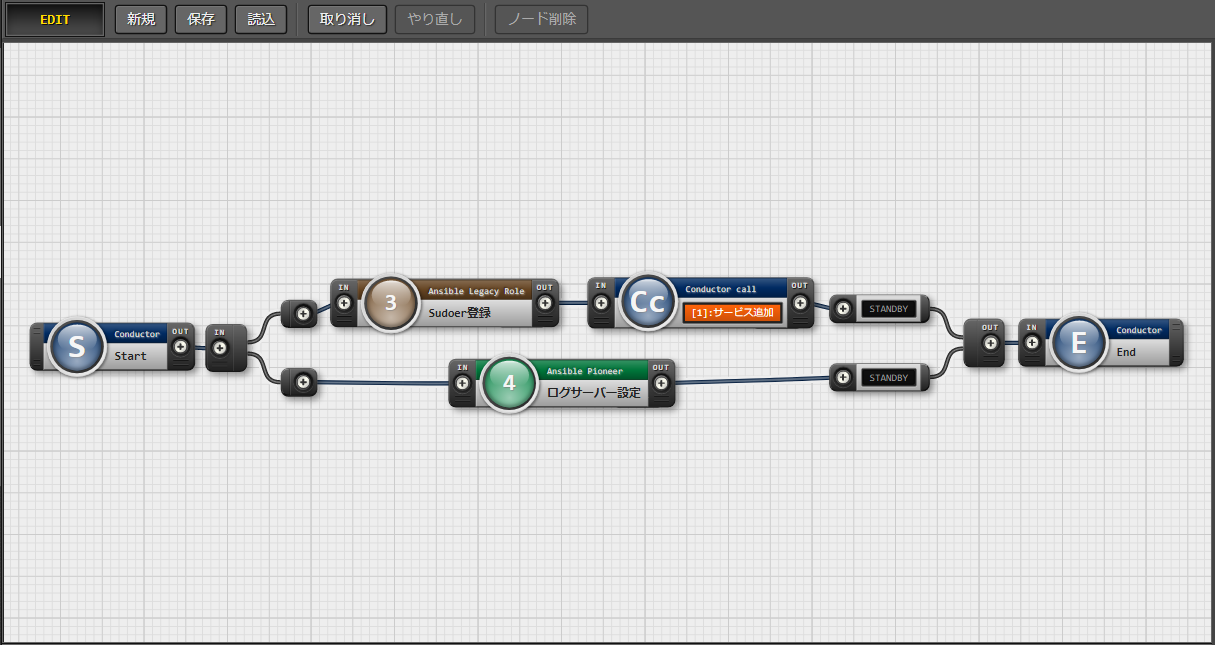 EDIT 新規 保存 読込 取り消し やり直し ノード削除
S Conductor Start OUT
IN
IN 3 Ansible Legacy Role Sudoer登録 OUT
IN Cc Conductor call [1]:サービス追加 OUT
STANDBY
IN 4 Ansible Pioneer ログサーバー設定 OUT
STANDBY
OUT
IN E Conductor End